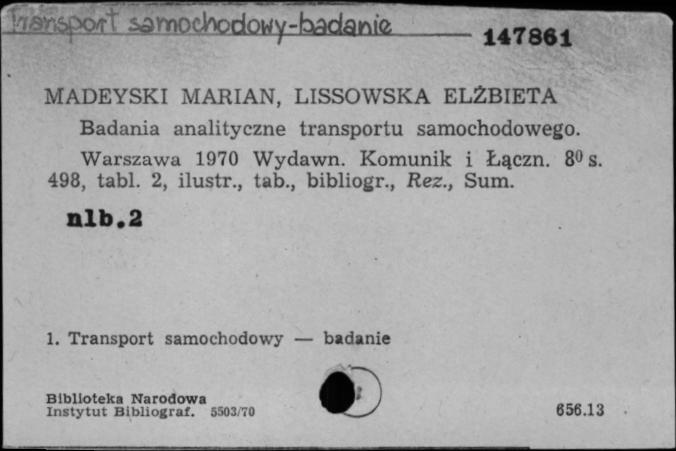 Transport samochodowy-badanie
147861
MADEYSKI MARIAN, LISSOWSKA ELŻBIETA
Badania analityczne transportu samochodowego.
Warszawa 1970 Wydawn. Komunik i Łączn. 8⁰ s.
498, tabl. 2, ilustr., tab., bibliogr., Rez., Sum.
nlb.2
1. Transport samochodowy — badanie
Biblioteka Narodowa
Instytut Bibliograf. 5503/70
656.13